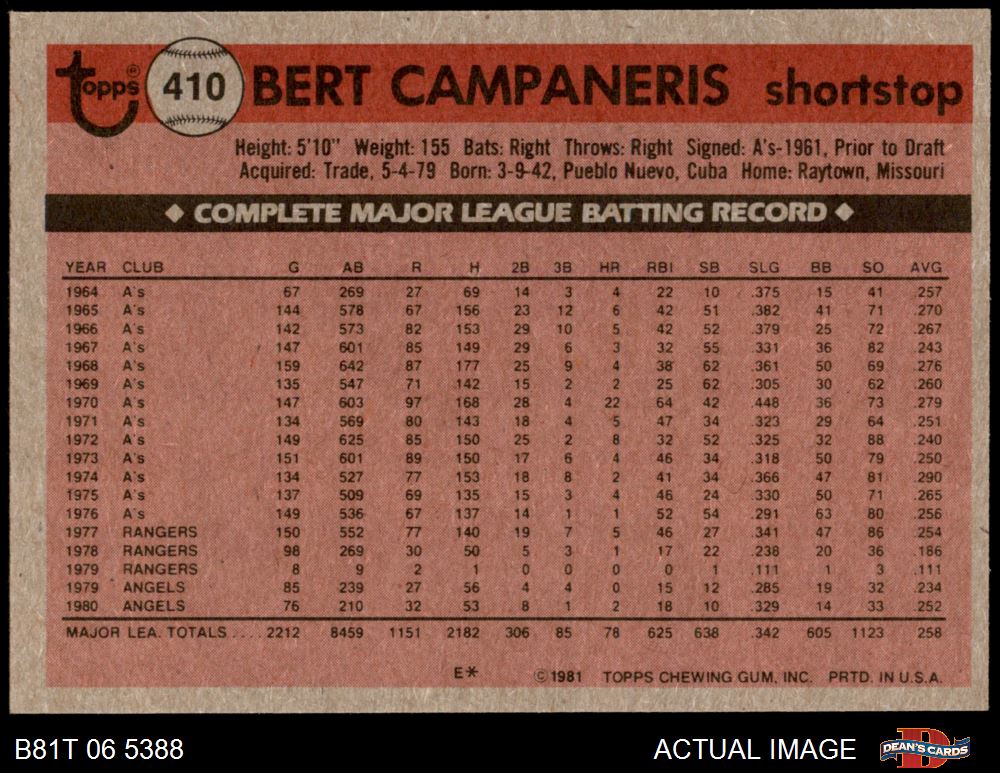 topps® 410 BERT CAMPANERIS shortstop
Height: 5'10" Weight: 155 Bats: Right Throws: Right Signed: A's-1961, Prior to Draft
Acquired: Trade, 5-4-79 Born: 3-9-42, Pueblo Nuevo, Cuba Home: Raytown, Missouri
◆ COMPLETE MAJOR LEAGUE BATTING RECORD ◆
YEAR CLUB G AB R H 2B 3B HR RBI SB SLG BB SO AVG
1964 A's 67 269 27 69 14 3 4 22 10 .375 15 41 .257
1965 A's 144 578 67 156 23 12 6 42 51 .382 41 71 .270
1966 A's 142 573 82 153 29 10 5 42 52 .379 25 72 .267
1967 A's 147 601 85 149 29 6 3 32 55 .331 36 82 .243
1968 A's 159 642 87 177 25 9 4 38 62 .361 50 69 .276
1969 A's 135 547 71 142 15 2 2 25 62 .305 30 62 .260
1970 A's 147 603 97 168 28 4 22 64 42 .448 36 73 .279
1971 A's 134 569 80 143 18 4 5 47 34 .323 29 64 .251
1972 A's 149 625 85 150 25 2 8 32 52 .325 32 88 .240
1973 A's 151 601 89 150 17 6 4 46 34 .318 50 79 .250
1974 A's 134 527 77 153 18 8 2 41 34 .366 47 81 .290
1975 A's 137 509 69 135 15 3 4 46 24 .330 50 71 .265
1976 A's 149 536 67 137 14 1 1 52 54 .291 63 80 .256
1977 RANGERS 150 552 77 140 19 7 5 46 27 .341 47 86 .254
1978 RANGERS 98 269 30 50 5 3 1 17 22 .238 20 36 .186
1979 RANGERS 8 9 2 1 0 0 0 0 1 .111 1 3 .111
1979 ANGELS 85 239 27 56 4 4 0 15 12 .285 19 32 .234
1980 ANGELS 76 210 32 53 8 1 2 18 10 .329 14 33 .252
MAJOR LEA. TOTALS .... 2212 8459 1151 2182 306 85 78 625 638 .342 605 1123 .258
E* ©1981 TOPPS CHEWING GUM, INC. PRTD. IN U.S.A.
B81T 06 5388 ACTUAL IMAGE DEAN'S CARDS